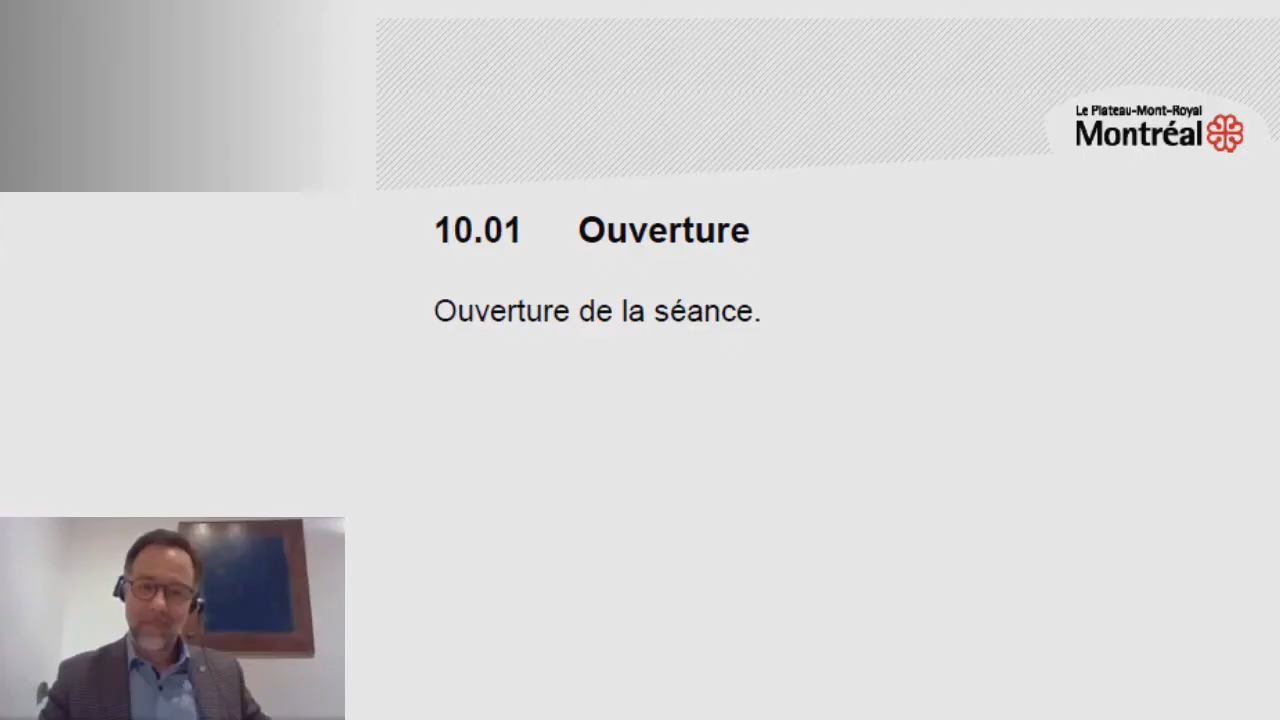 Le Plateau-Mont-Royal
Montréal
10.01 Ouverture
Ouverture de la séance.